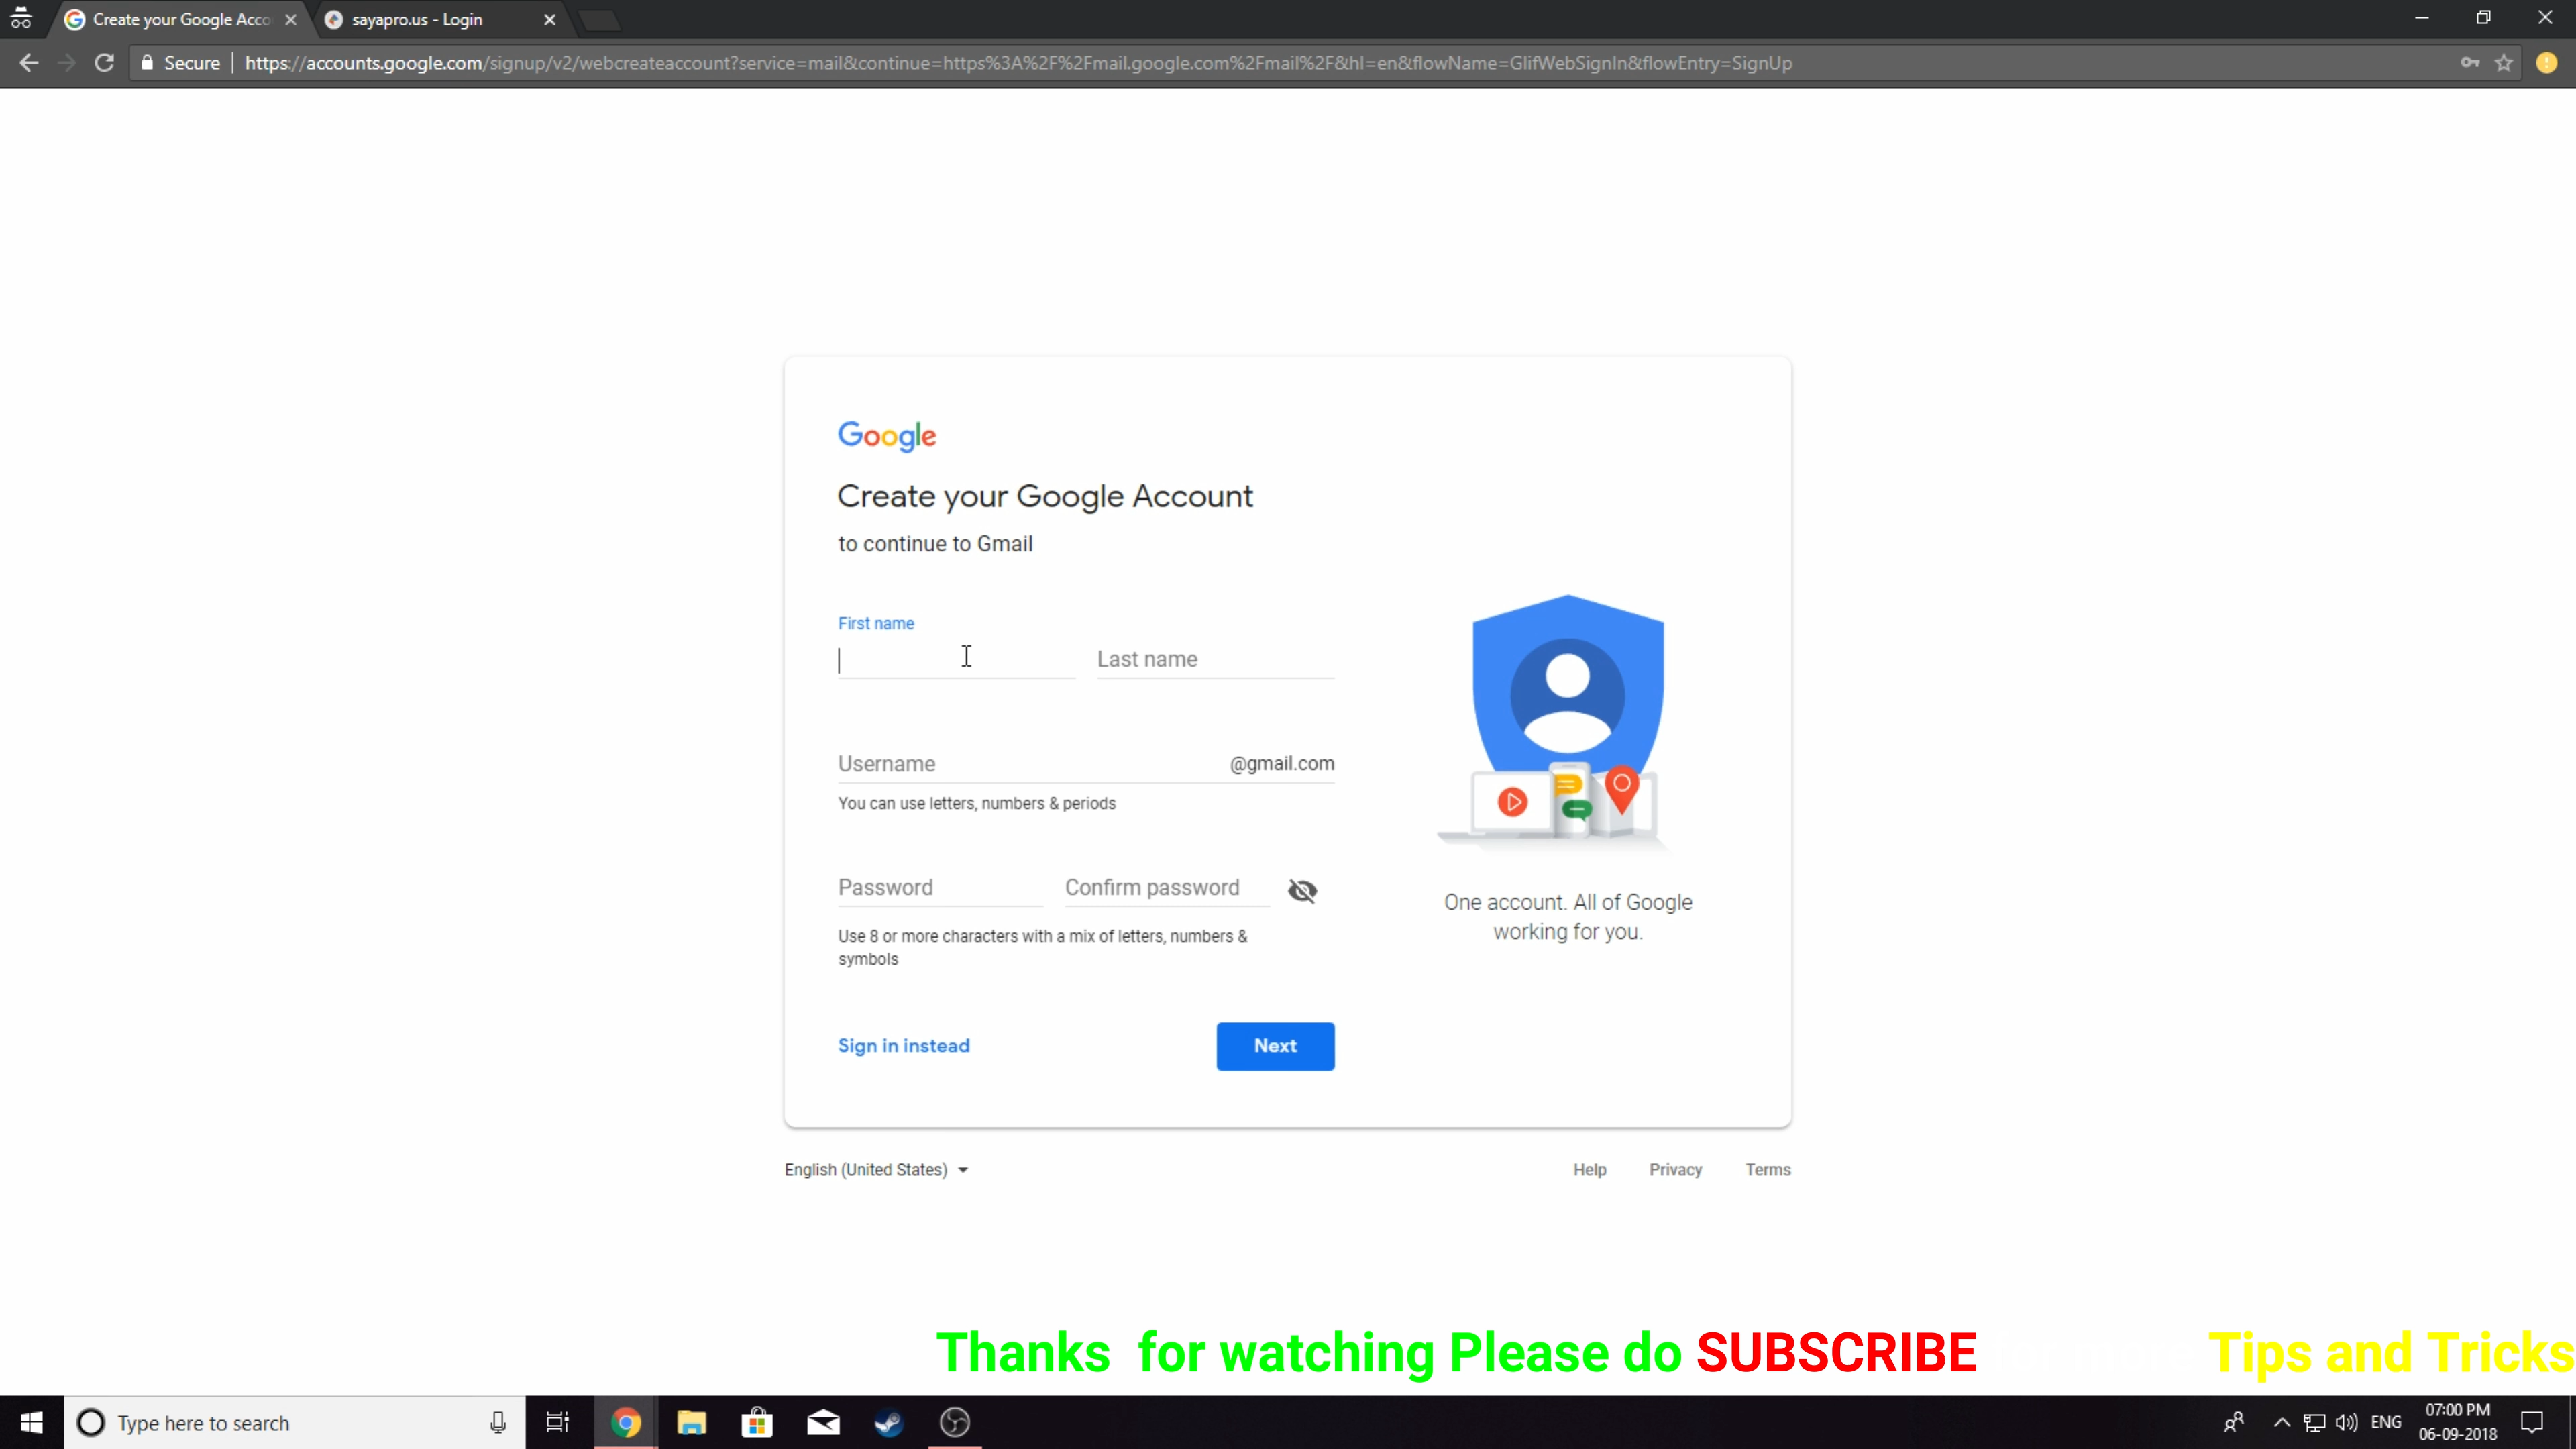 Create your Google Acco
sayapro.us - Login
Secure
https://accounts.google.com/signup/v2/webcreateaccount?service=mail&continue=https%3A%2F%2Fmail.google.com%2Fmail%2F&hl=en&flowName=GlifWebSignIn&flowEntry=SignUp
Google
Create your Google Account
to continue to Gmail
First name
Last name
Username @gmail.com
You can use letters, numbers & periods
Password Confirm password
Use 8 or more characters with a mix of letters, numbers &
symbols
One account. All of Google
working for you.
Sign in instead
Next
English (United States)
Help Privacy Terms
Thanks for watching Please do SUBSCRIBE
Tips and Tricks
Type here to search
ENG
07:00 PM
06-09-2018